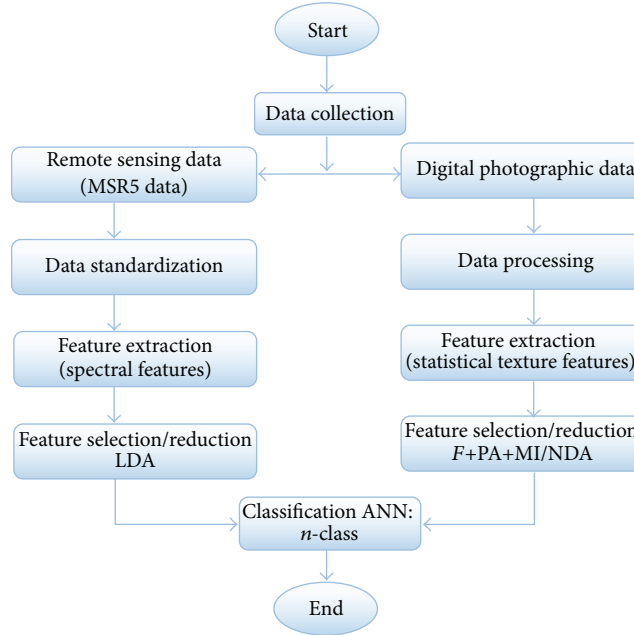 Start
Data collection
Remote sensing data
(MSR5 data)
Digital photographic data
Data standardization
Data processing
Feature extraction
(spectral features)
Feature extraction
(statistical texture features)
Feature selection/reduction
LDA
Feature selection/reduction
F+PA+MI/NDA
Classification ANN:
n-class
End